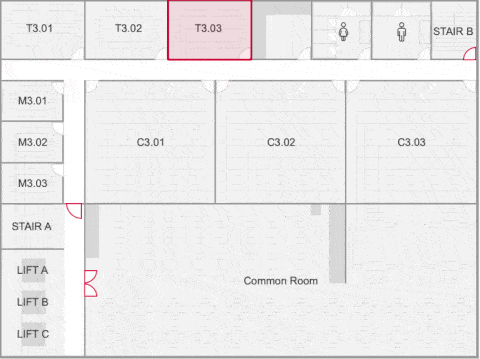 T3.01
T3.02
T3.03
STAIR B
M3.01
M3.02
M3.03
C3.01
C3.02
C3.03
STAIR A
LIFT A
LIFT B
LIFT C
Common Room